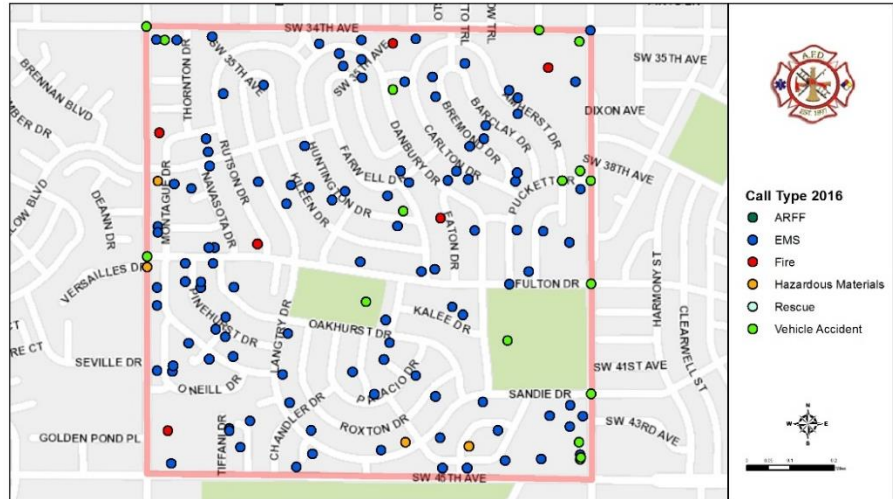 SW 34TH AVE
SW 35TH AVE
SW 35TH AVE
SW 35TH AVE
THORNTON DR
BRENNAN BLVD
DIXON AVE
AMHERST DR
BARCLAY DR
BREMOND DR
CARLTON DR
DANBURY DR
FARWELL DR
HUNTINGTON DR
KILEEN DR
RUTSON DR
NAVASOTA DR
MONTAGUE DR
DEANN DR
SW 38TH AVE
PUCKETT DR
EATON DR
VERSAILLES DR
FULTON DR
HARMONY ST
CLEARWELL ST
PINEHURST DR
LANGTRY DR
OAKHURST DR
KALEE DR
SEVILLE DR
ONEILL DR
PALACIO DR
SW 41ST AVE
SANDIE DR
SW 43RD AVE
CHANDLER DR
ROXTON DR
GOLDEN POND PL
TIFFANI DR
SW 45TH AVE
A.F.D
EST 1891
Call Type 2016
ARFF
EMS
Fire
Hazardous Materials
Rescue
Vehicle Accident
N
W
E
S